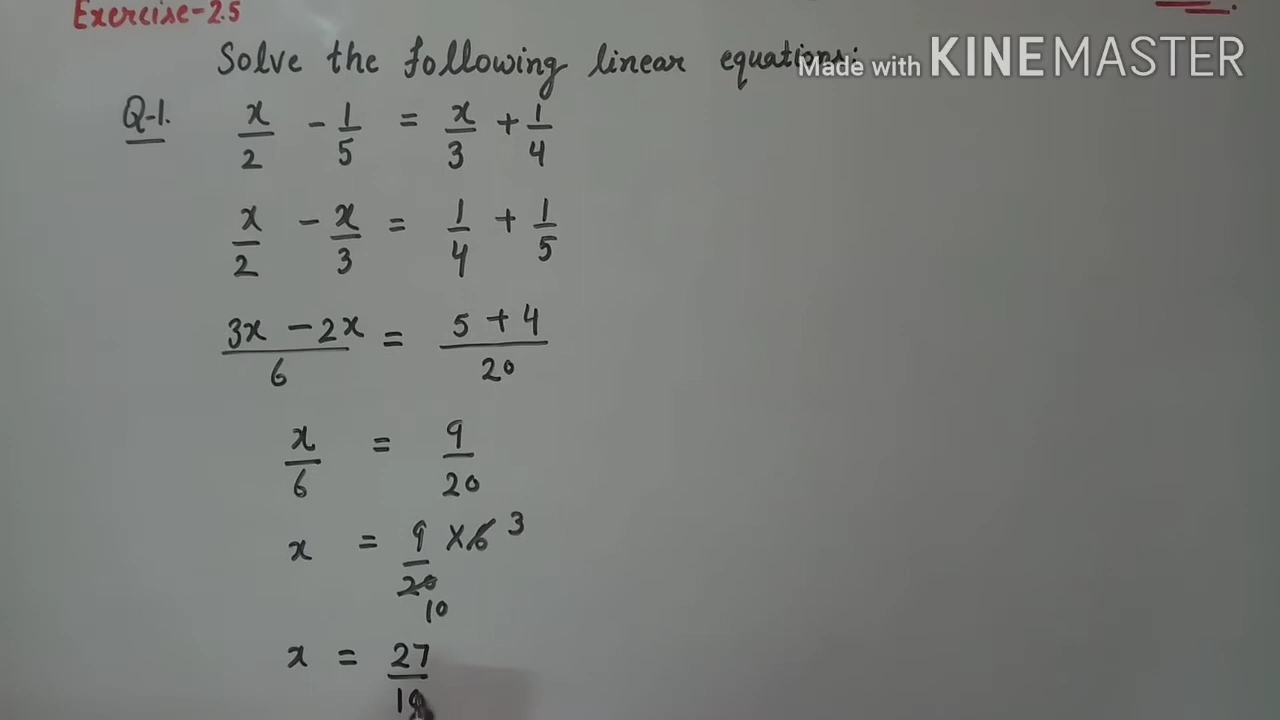 Exercise-2.5
Solve the following linear equations:
Made with KINEMASTER
Q-1. x/2 - 1/5 = x/3 + 1/4
x/2 - x/3 = 1/4 + 1/5
3x - 2x/6 = 5 + 4/20
x/6 = 9/20
x = 9/20 × 6 3
10
x = 27/10